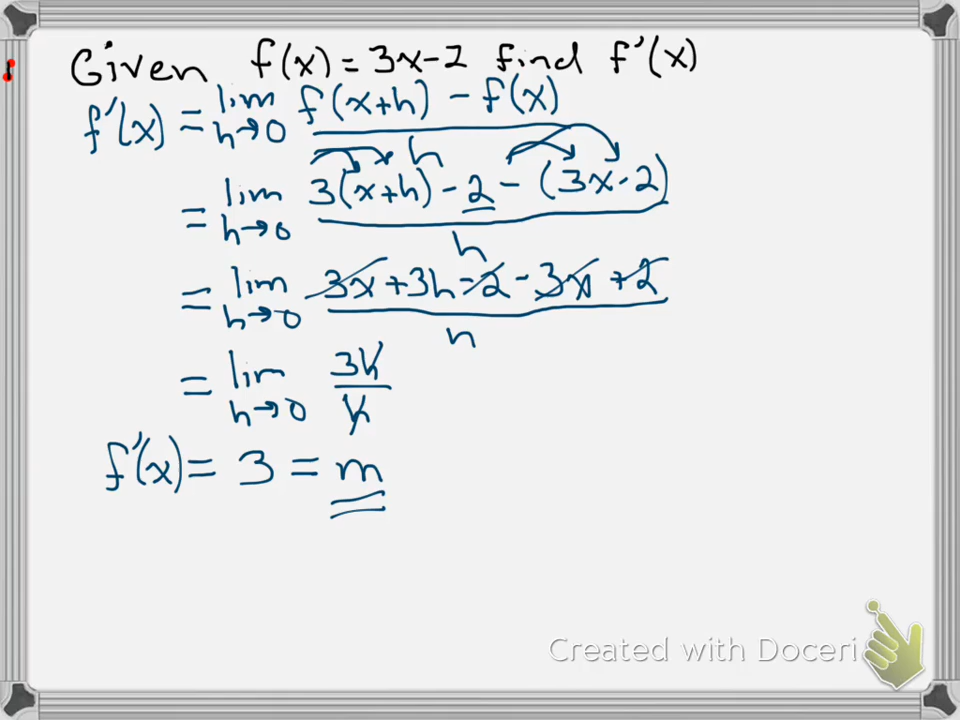 Given f(x) = 3x-2 find f'(x)
f'(x) = lim h→0 f(x+h) - f(x) / h
= lim h→0 3(x+h) - 2 - (3x-2) / h
= lim h→0 3x + 3h - 2 - 3x + 2 / h
= lim h→0 3h / h
f'(x) = 3 = m
Created with Doceri